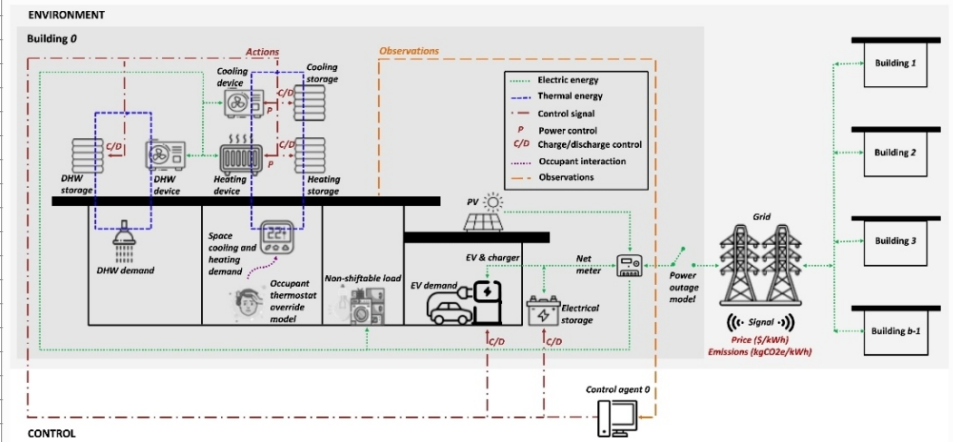 ENVIRONMENT
Building 0
Actions
Observations
Cooling
device
Cooling
storage
C/D
P
Electric energy
Thermal energy
Control signal
P Power control
C/D Charge/discharge control
Occupant interaction
Observations
Building 1
Building 2
Building 3
Building b-1
C/D
C/D
P
DHW
storage
DHW
device
Heating
device
Heating
storage
PV
Grid
DHW demand
Space
cooling and
heating
demand
22
Occupant
thermostat
override
model
Non-shiftable load
EV & charger
EV demand
Net
meter
Electrical
storage
Power
outage
model
Signal
Price ($/kWh)
Emissions (kgCO2e/kWh)
C/D
C/D
Control agent 0
CONTROL